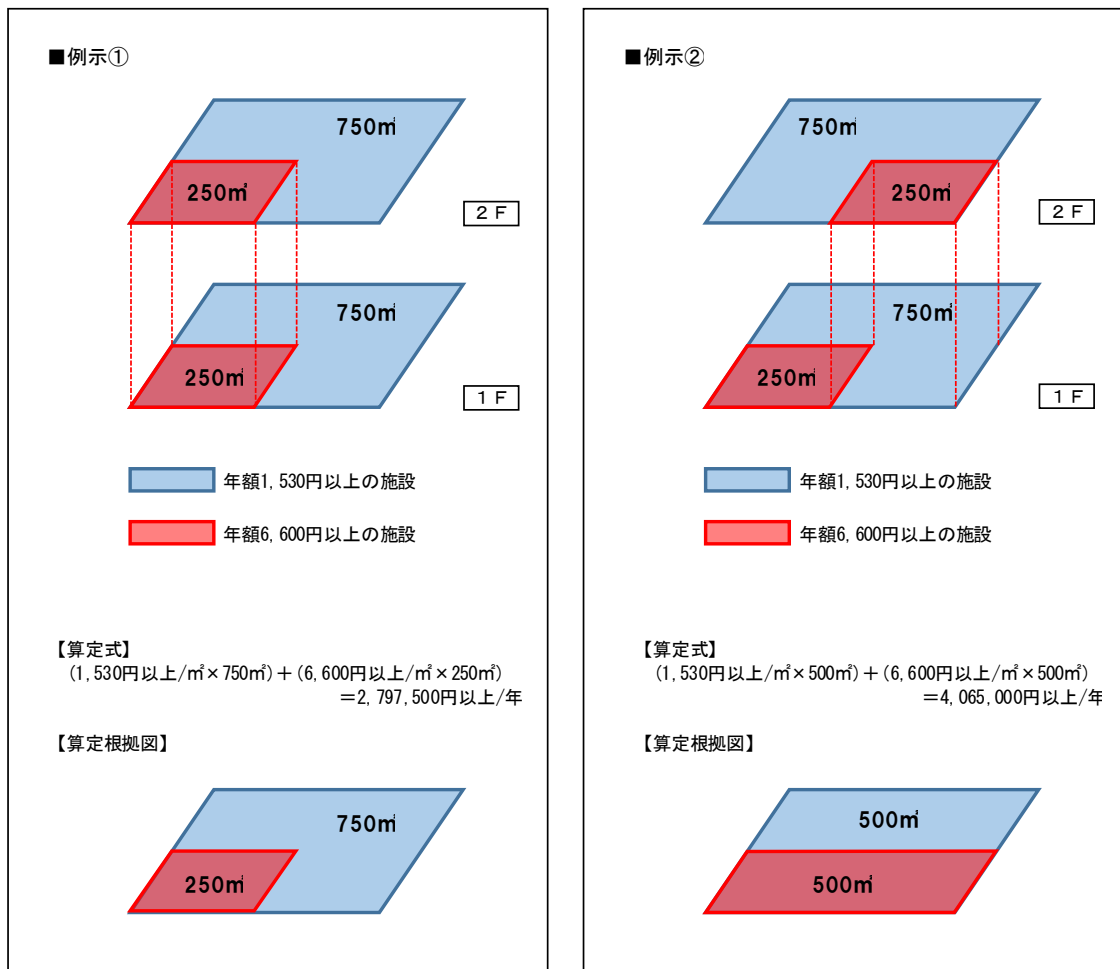 ■例示①
750㎡
250㎡
2F
750㎡
250㎡
1F
年額1,530円以上の施設
年額6,600円以上の施設
【算定式】
(1,530円以上/㎡×750㎡)+(6,600円以上/㎡×250㎡)
=2,797,500円以上/年
【算定根拠図】
750㎡
250㎡
■例示②
750㎡
250㎡
2F
750㎡
250㎡
1F
年額1,530円以上の施設
年額6,600円以上の施設
【算定式】
(1,530円以上/㎡×500㎡)+(6,600円以上/㎡×500㎡)
=4,065,000円以上/年
【算定根拠図】
500㎡
500㎡